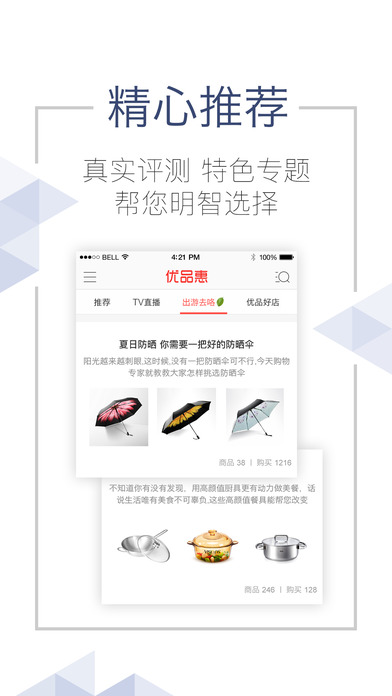 精心推荐
真实评测 特色专题
帮您明智选择
BELL 4:21 PM
优品惠
推荐 TV直播 出游去咯 优品好店
夏日防晒 你需要一把好的防晒伞
阳光越来越刺眼,这时候,没有一把防晒伞可不行,今天购物
专家就教教大家怎样挑选防晒伞
商品 38 | 购买 1216
不知道你有没有发现，用高颜值厨具更有动力做美餐，话
说生活唯有美食不可辜负,这些高颜值餐具能帮您改变
商品 246 | 购买 128